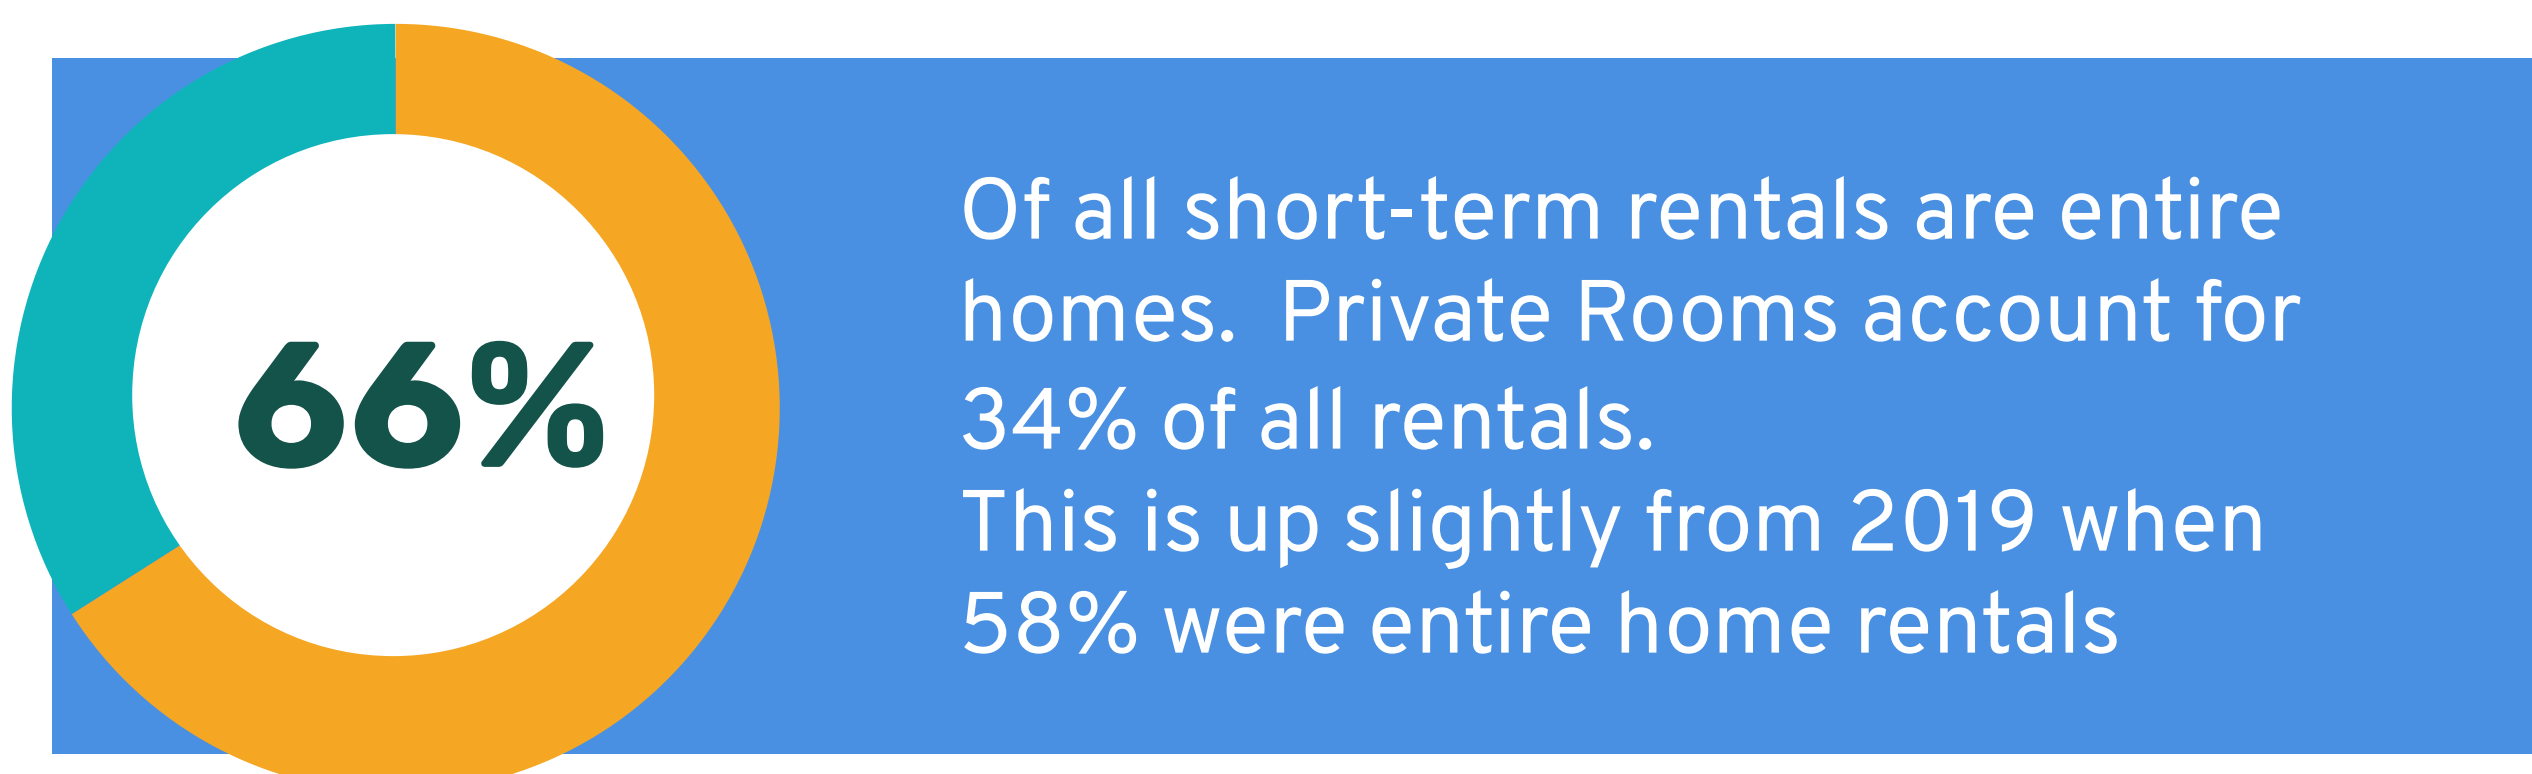 66%
Of all short-term rentals are entire
homes.  Private Rooms account for
34% of all rentals.
This is up slightly from 2019 when
58% were entire home rentals